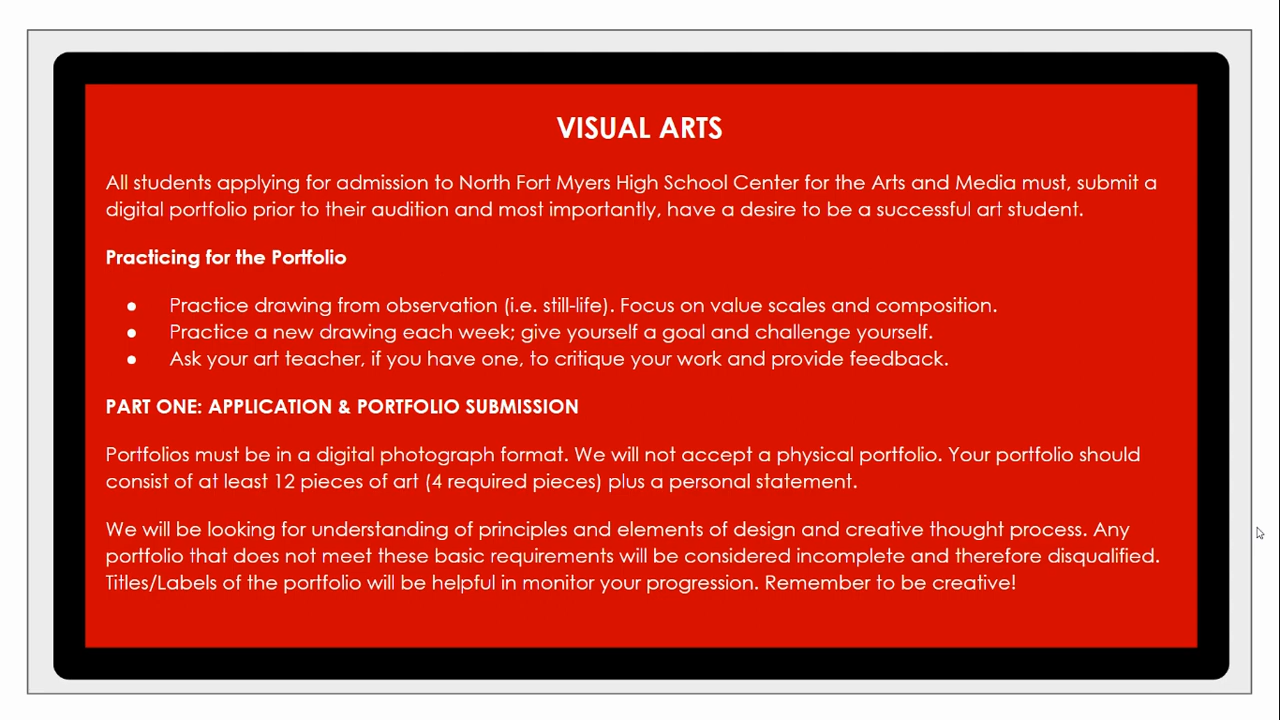 VISUAL ARTS
All students applying for admission to North Fort Myers High School Center for the Arts and Media must, submit a
digital portfolio prior to their audition and most importantly, have a desire to be a successful art student.
Practicing for the Portfolio
● Practice drawing from observation (i.e. still-life). Focus on value scales and composition.
● Practice a new drawing each week; give yourself a goal and challenge yourself.
● Ask your art teacher, if you have one, to critique your work and provide feedback.
PART ONE: APPLICATION & PORTFOLIO SUBMISSION
Portfolios must be in a digital photograph format. We will not accept a physical portfolio. Your portfolio should
consist of at least 12 pieces of art (4 required pieces) plus a personal statement.
We will be looking for understanding of principles and elements of design and creative thought process. Any
portfolio that does not meet these basic requirements will be considered incomplete and therefore disqualified.
Titles/Labels of the portfolio will be helpful in monitor your progression. Remember to be creative!